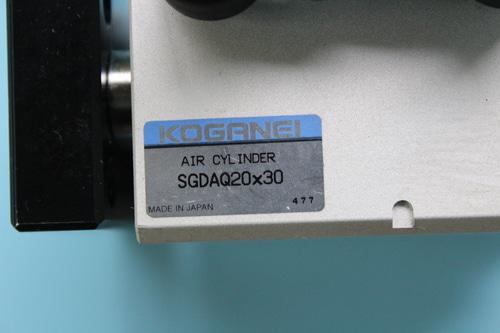 KOGANEI
AIR CYLINDER
SGDAQ20x30
MADE IN JAPAN
477